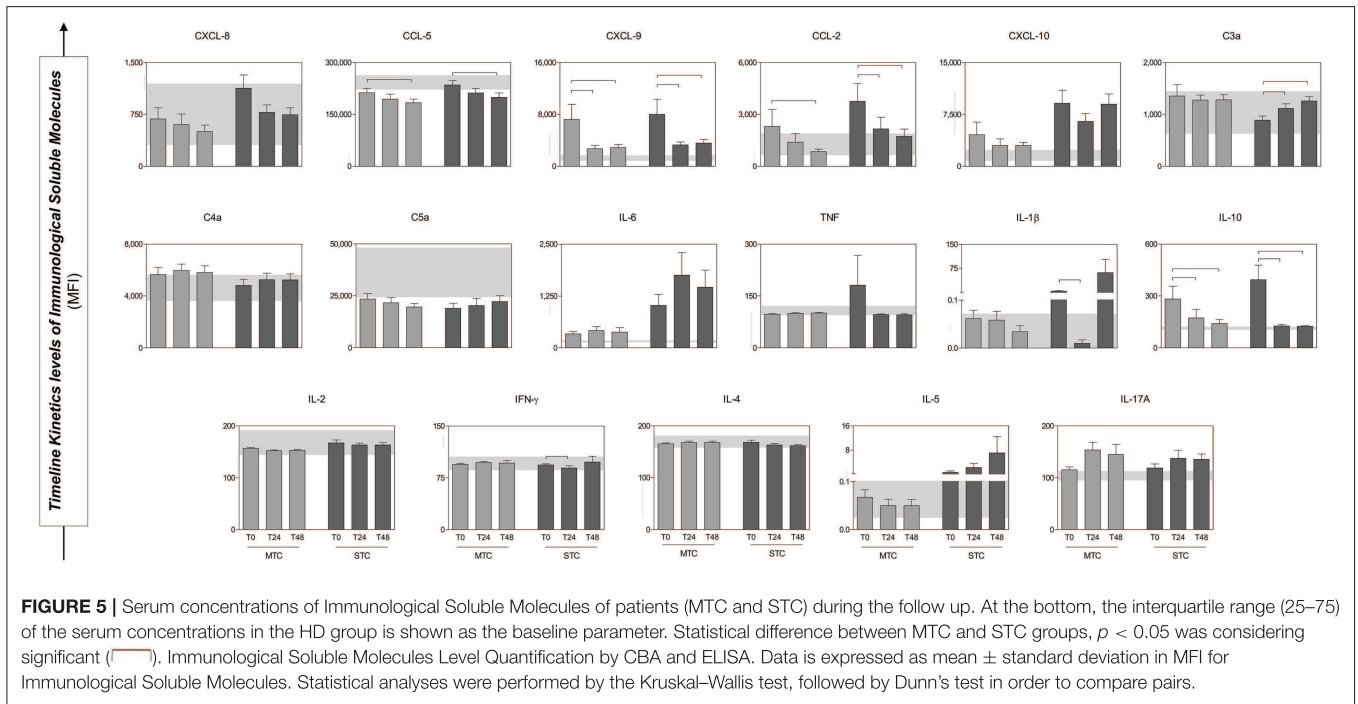 Timeline Kinetics levels of Immunological Soluble Molecules
(MFI)
CXCL-8
CCL-5
CXCL-9
CCL-2
CXCL-10
C3a
1,500
750
0
300,000
150,000
0
16,000
8,000
0
6,000
3,000
0
15,000
7,500
0
2,000
1,000
0
C4a
C5a
IL-6
TNF
IL-1β
IL-10
8,000
4,000
0
50,000
25,000
0
2,500
1,250
0
300
150
0
150
75
0.1
0.0
600
300
0
IL-2
IFN-γ
IL-4
IL-5
IL-17A
200
100
0
150
75
0
200
100
0
16
8
0.1
0.0
200
100
0
T0 T24 T48 T0 T24 T48
MTC STC
T0 T24 T48 T0 T24 T48
MTC STC
T0 T24 T48 T0 T24 T48
MTC STC
T0 T24 T48 T0 T24 T48
MTC STC
T0 T24 T48 T0 T24 T48
MTC STC
FIGURE 5 | Serum concentrations of Immunological Soluble Molecules of patients (MTC and STC) during the follow up. At the bottom, the interquartile range (25–75)
of the serum concentrations in the HD group is shown as the baseline parameter. Statistical difference between MTC and STC groups, p < 0.05 was considering
significant ( ). Immunological Soluble Molecules Level Quantification by CBA and ELISA. Data is expressed as mean ± standard deviation in MFI for
Immunological Soluble Molecules. Statistical analyses were performed by the Kruskal–Wallis test, followed by Dunn's test in order to compare pairs.